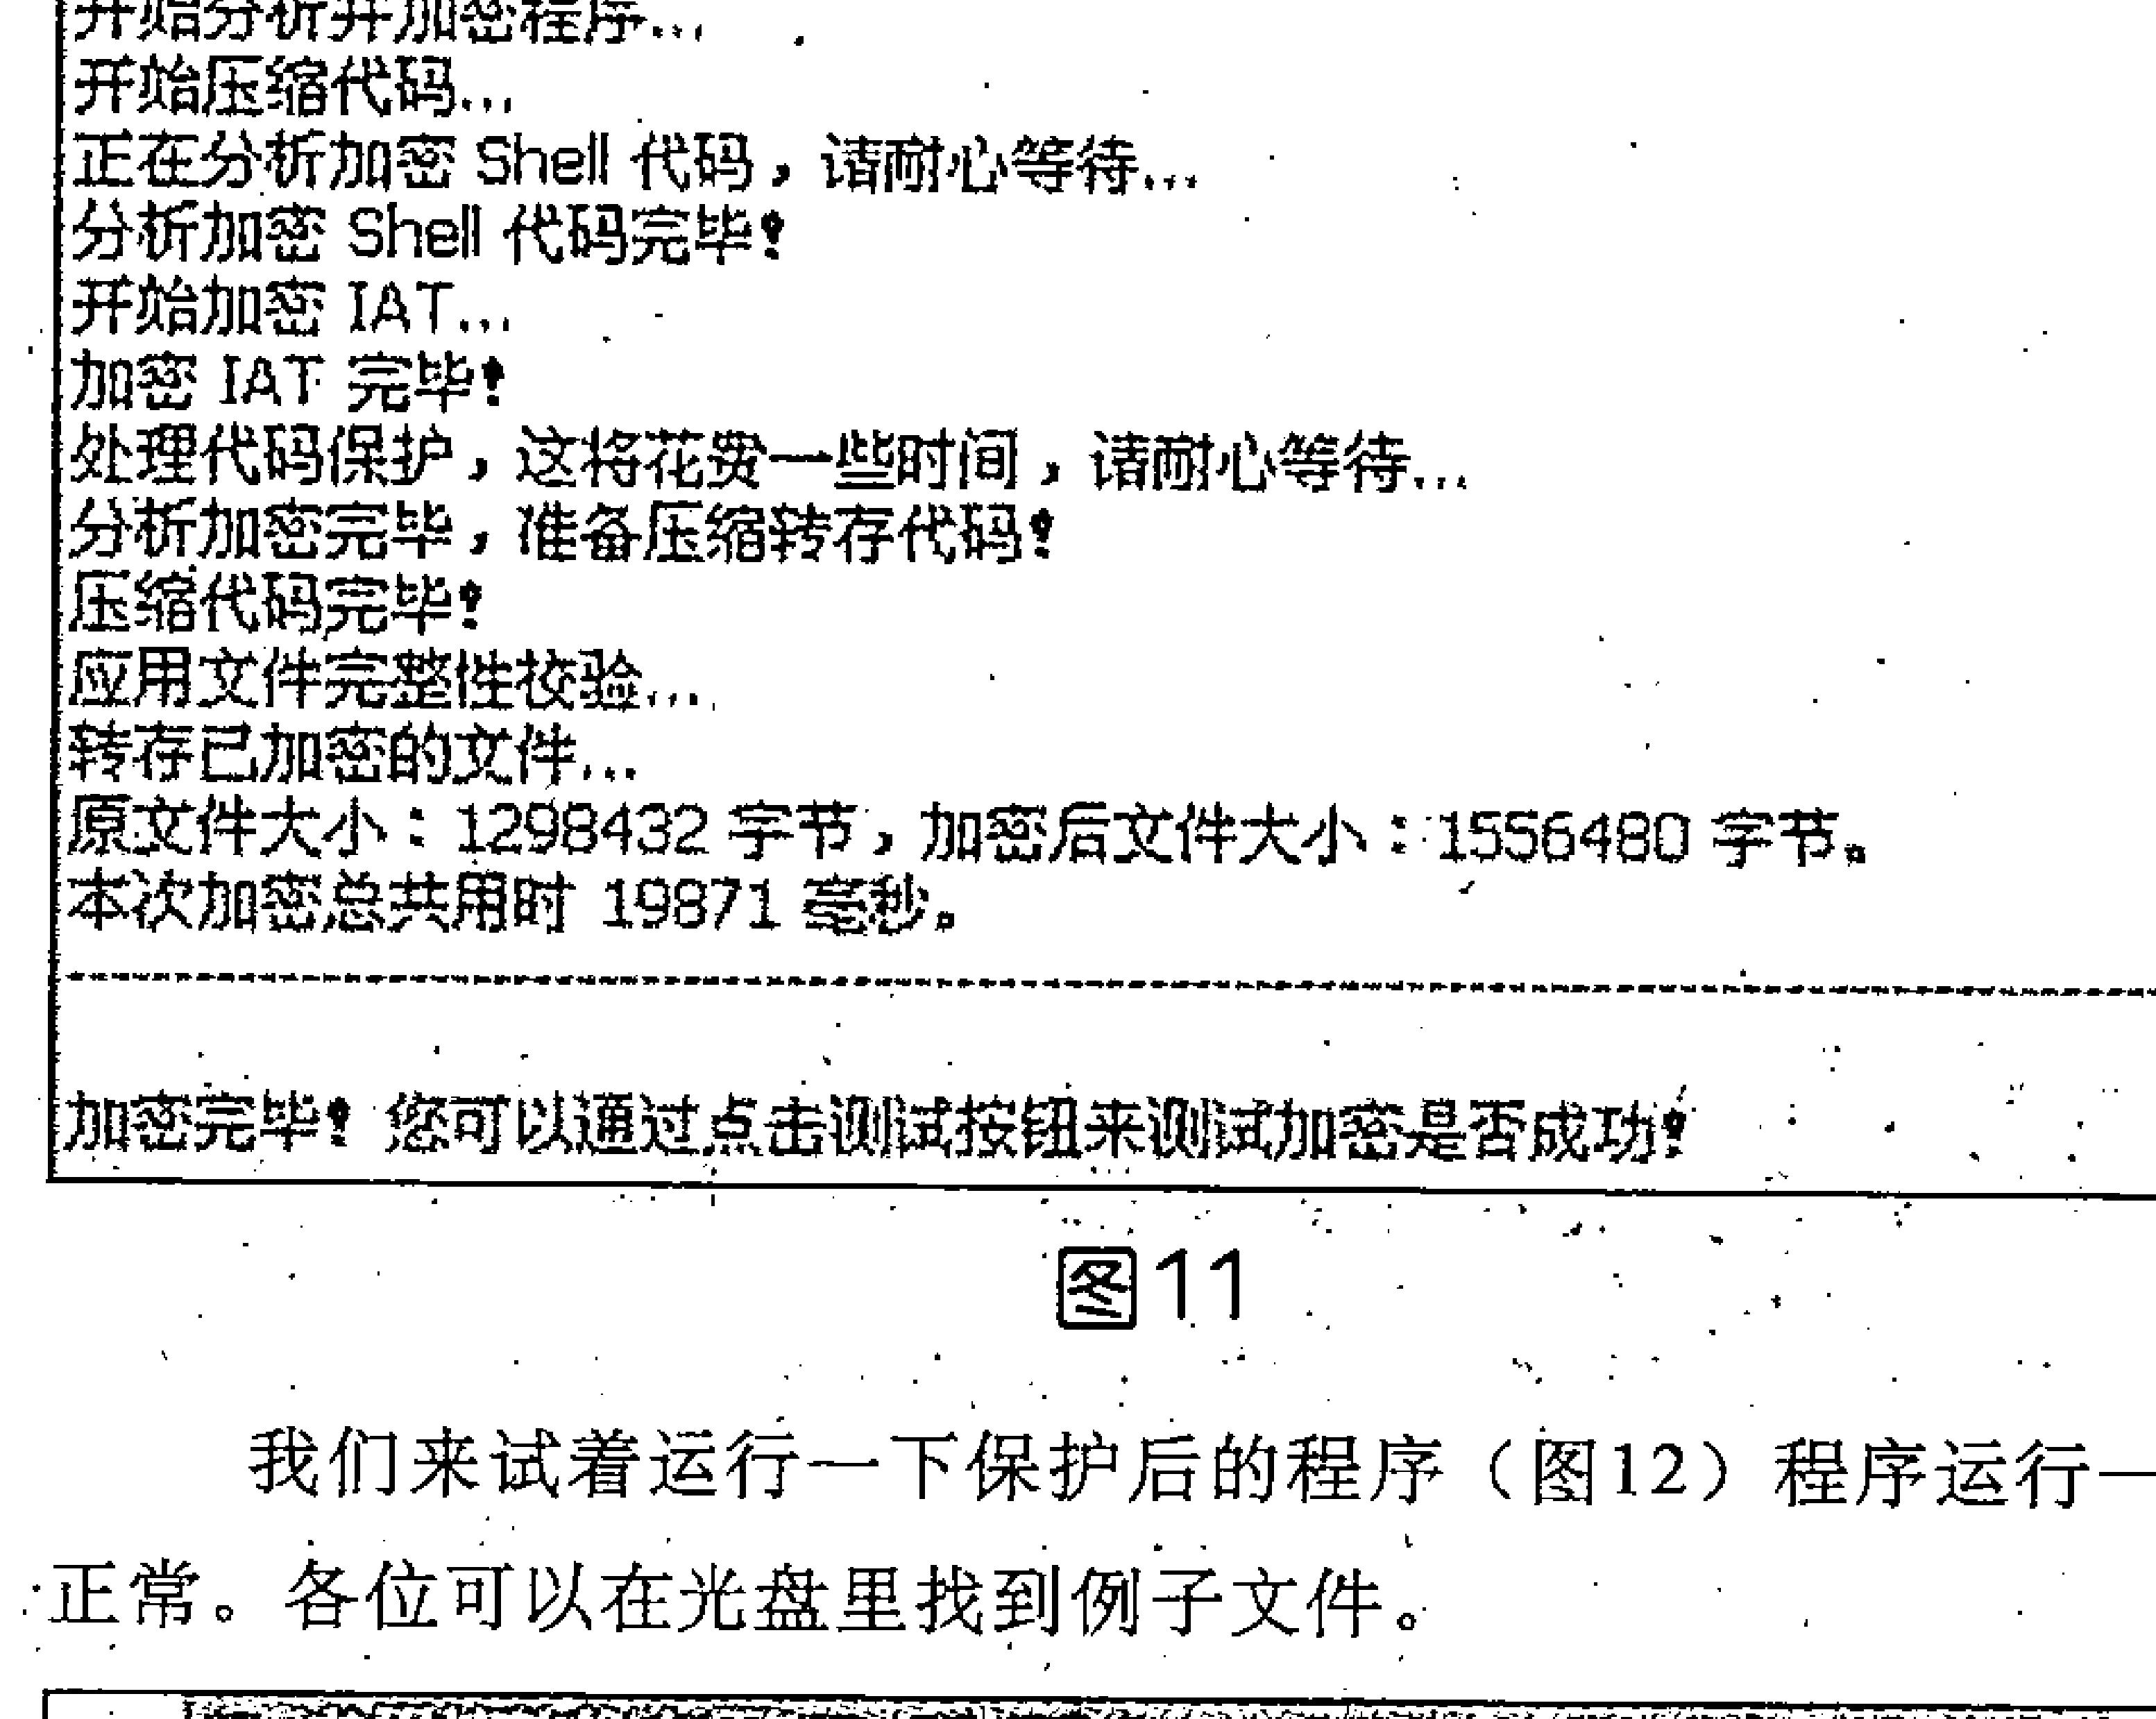 开始分析并加密程序...
开始压缩代码...
正在分析加密 Shell 代码，请耐心等待...
分析加密 Shell 代码完毕！
开始加密 IAT...
加密 IAT 完毕！
处理代码保护，这将花费一些时间，请耐心等待...
分析加密完毕，准备压缩转存代码！
压缩代码完毕！
应用文件完整性校验...
转存已加密的文件...
原文件大小：1298432 字节，加密后文件大小：1556480 字节。
本次加密总共用时 19871 毫秒。
加密完毕！您可以通过点击测试按钮来测试加密是否成功！
图11
我们来试着运行一下保护后的程序（图12）程序运行一
正常。各位可以在光盘里找到例子文件。